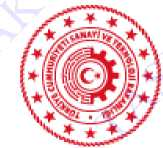 TÜRKİYE CUMHURİYETİ SANAYİ VE TEKNOLOJİ BAKANLIĞI